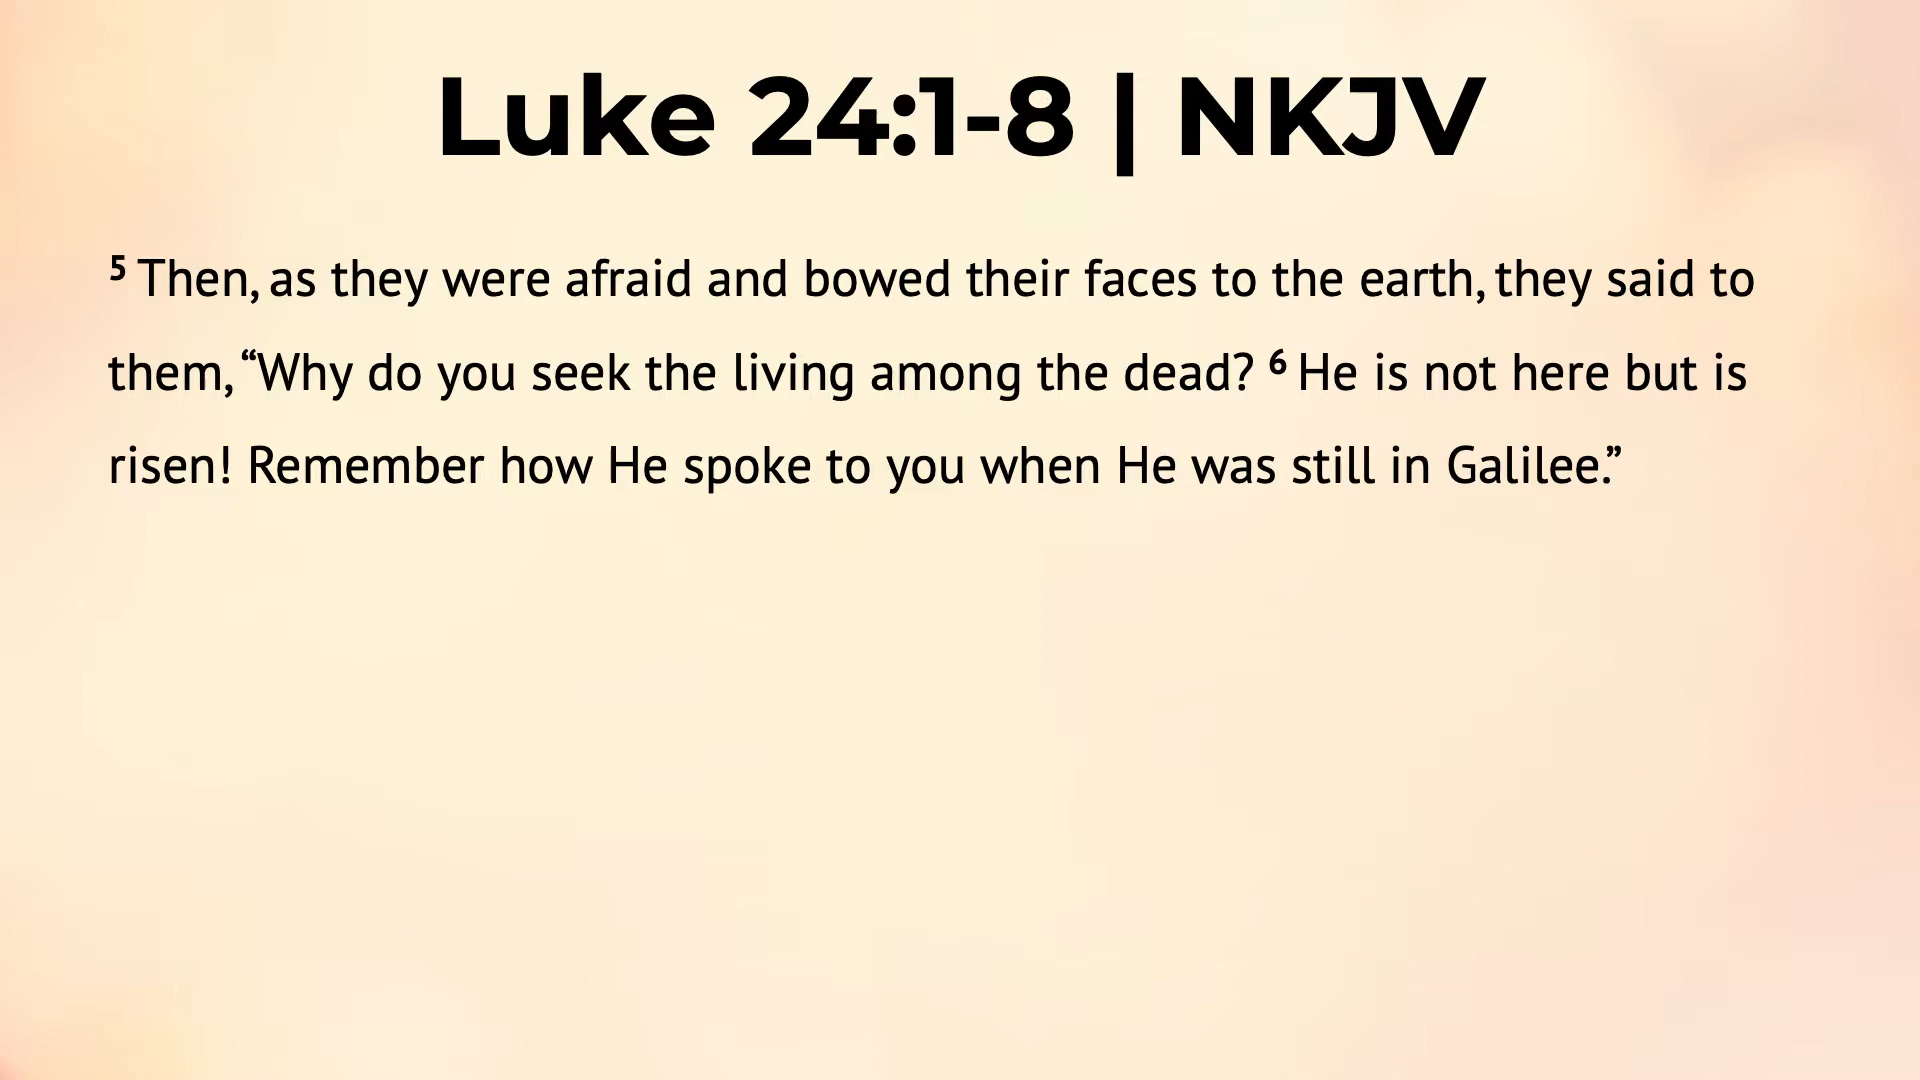 Luke 24:1-8 | NKJV
5 Then, as they were afraid and bowed their faces to the earth, they said to
them, “Why do you seek the living among the dead? 6 He is not here but is
risen! Remember how He spoke to you when He was still in Galilee.”